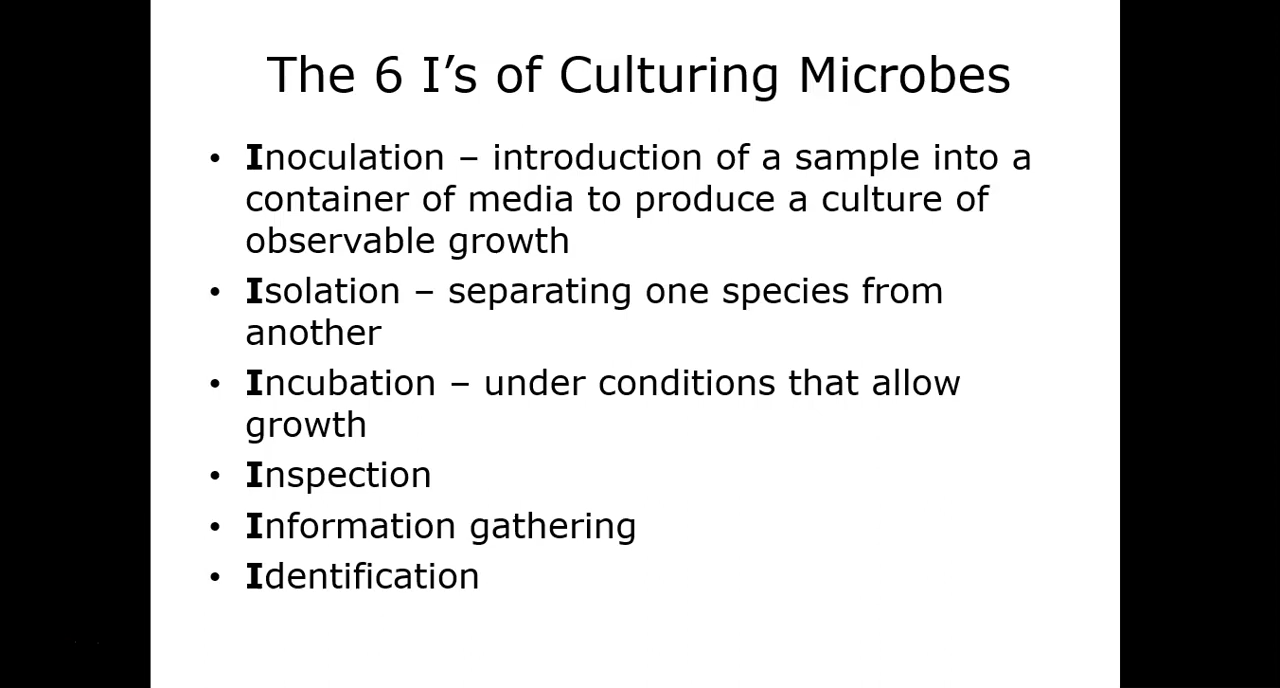 The 6 I’s of Culturing Microbes
• Inoculation – introduction of a sample into a
container of media to produce a culture of
observable growth
• Isolation – separating one species from
another
• Incubation – under conditions that allow
growth
• Inspection
• Information gathering
• Identification